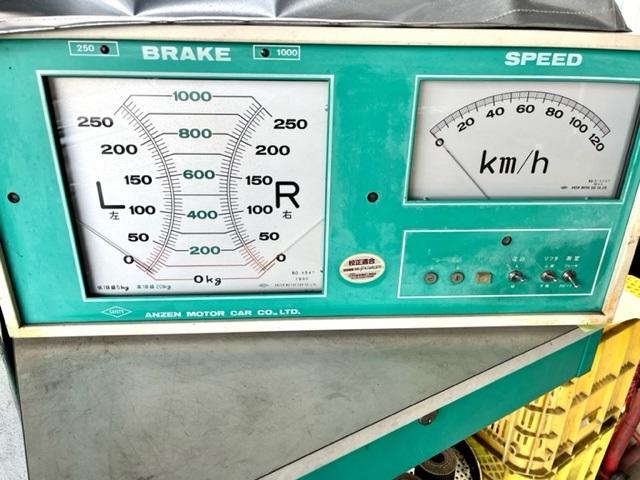 250 BRAKE 1000
SPEED
1000
250 250
800
200 200
600
150 150
L R
左 右
100 100
400
50 50
200
0 0
0kg
0 20 40 60 80 100 120
km/h
校正適合
SAFETY ANZEN MOTOR CAR CO.,LTD.